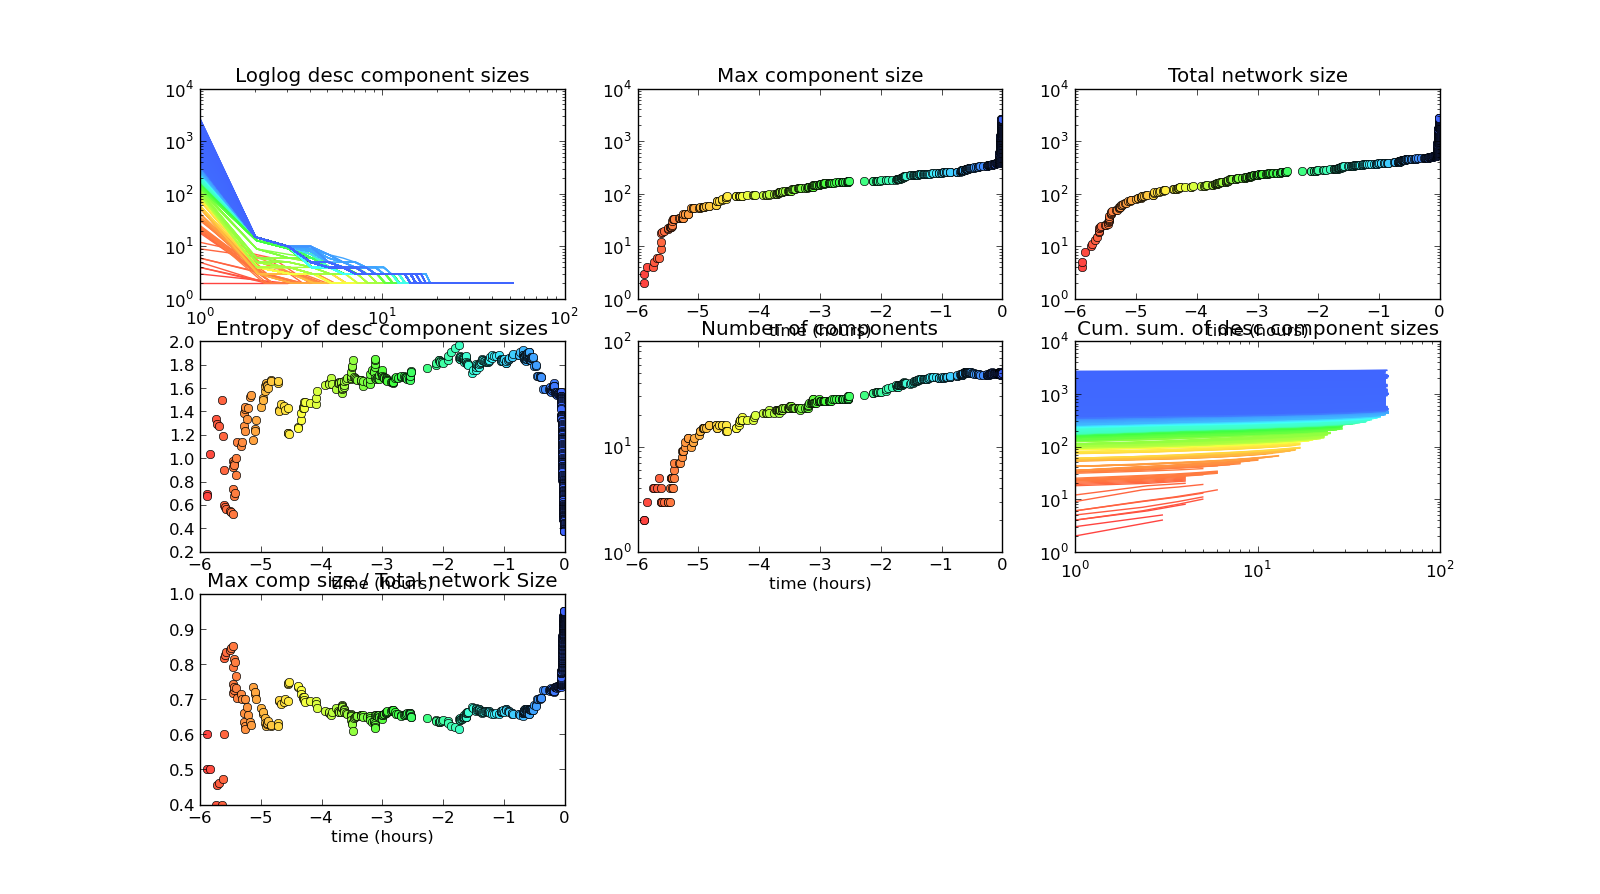 Loglog desc component sizes
10^4
10^3
10^2
10^1
10^0
10^0 10^1 10^2
Max component size
10^4
10^3
10^2
10^1
10^0
−6 −5 −4 −3 −2 −1 0
time (hours)
Total network size
10^4
10^3
10^2
10^1
10^0
−6 −5 −4 −3 −2 −1 0
time (hours)
Entropy of desc component sizes
2.0
1.8
1.6
1.4
1.2
1.0
0.8
0.6
0.4
0.2
−6 −5 −4 −3 −2 −1 0
time (hours)
Number of components
10^2
10^1
10^0
−6 −5 −4 −3 −2 −1 0
time (hours)
Cum. sum. of desc component sizes
10^4
10^3
10^2
10^1
10^0
10^0 10^1 10^2
Max comp size / Total network Size
1.0
0.9
0.8
0.7
0.6
0.5
0.4
−6 −5 −4 −3 −2 −1 0
time (hours)